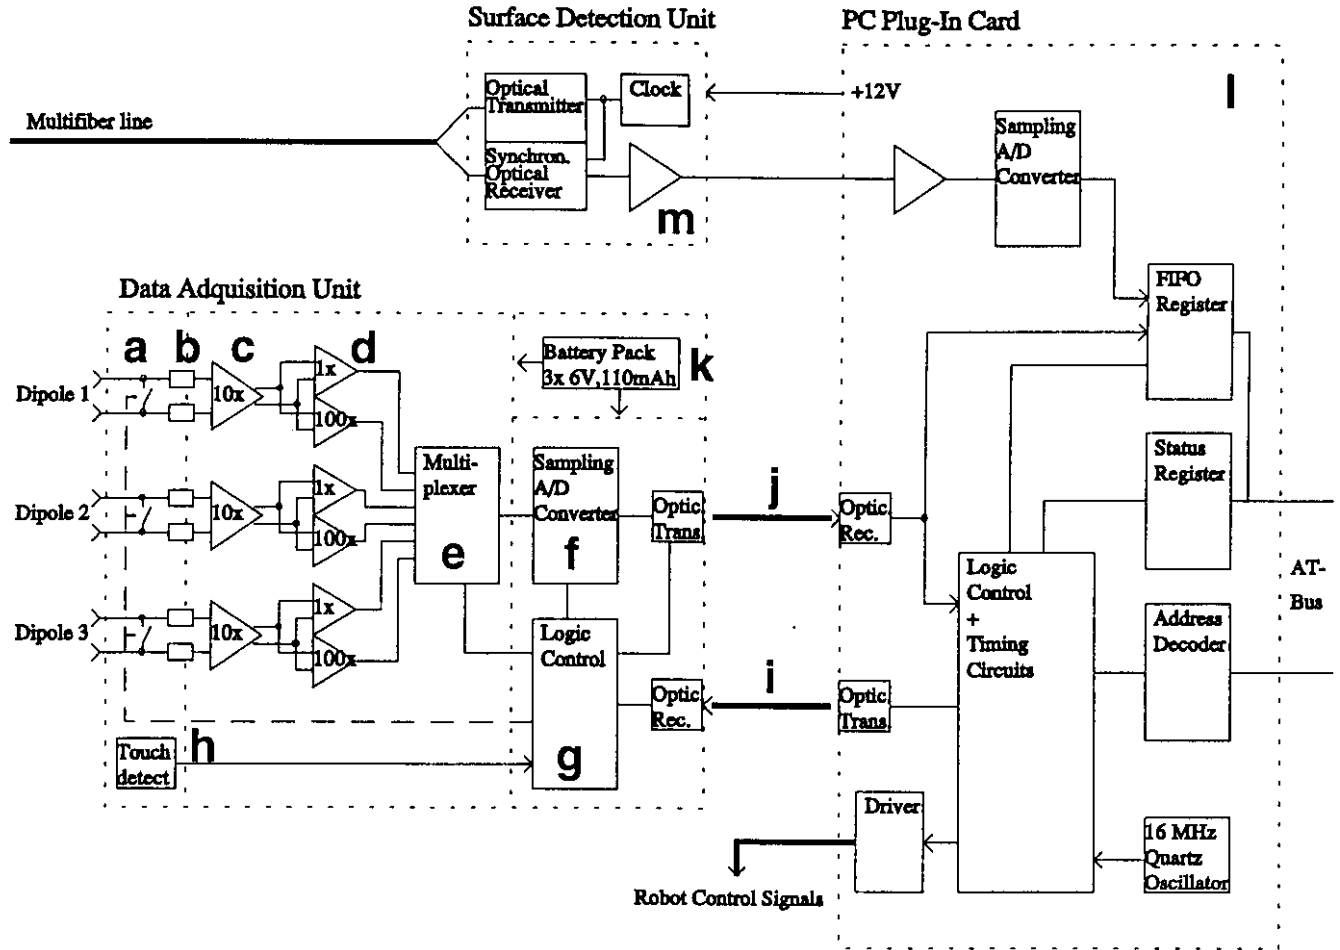 Surface Detection Unit
PC Plug-In Card
Optical
Transmitter
Clock
+12V
l
Multifiber line
Synchron.
Optical
Receiver
m
Sampling
A/D
Converter
FIFO
Register
Data Adquisition Unit
a
b
c
d
Battery Pack
3x 6V,110mAh
k
Dipole 1
10x
1x
100x
Multi-
plexer
e
Sampling
A/D
Converter
f
Optic.
Trans.
j
Optic.
Rec.
Status
Register
Dipole 2
10x
1x
100x
Logic
Control
+
Timing
Circuits
AT-
Bus
Dipole 3
10x
1x
100x
Logic
Control
g
Optic.
Rec.
i
Optic.
Trans.
Address
Decoder
Touch
detect
h
Driver
16 MHz
Quartz
Oscillator
Robot Control Signals